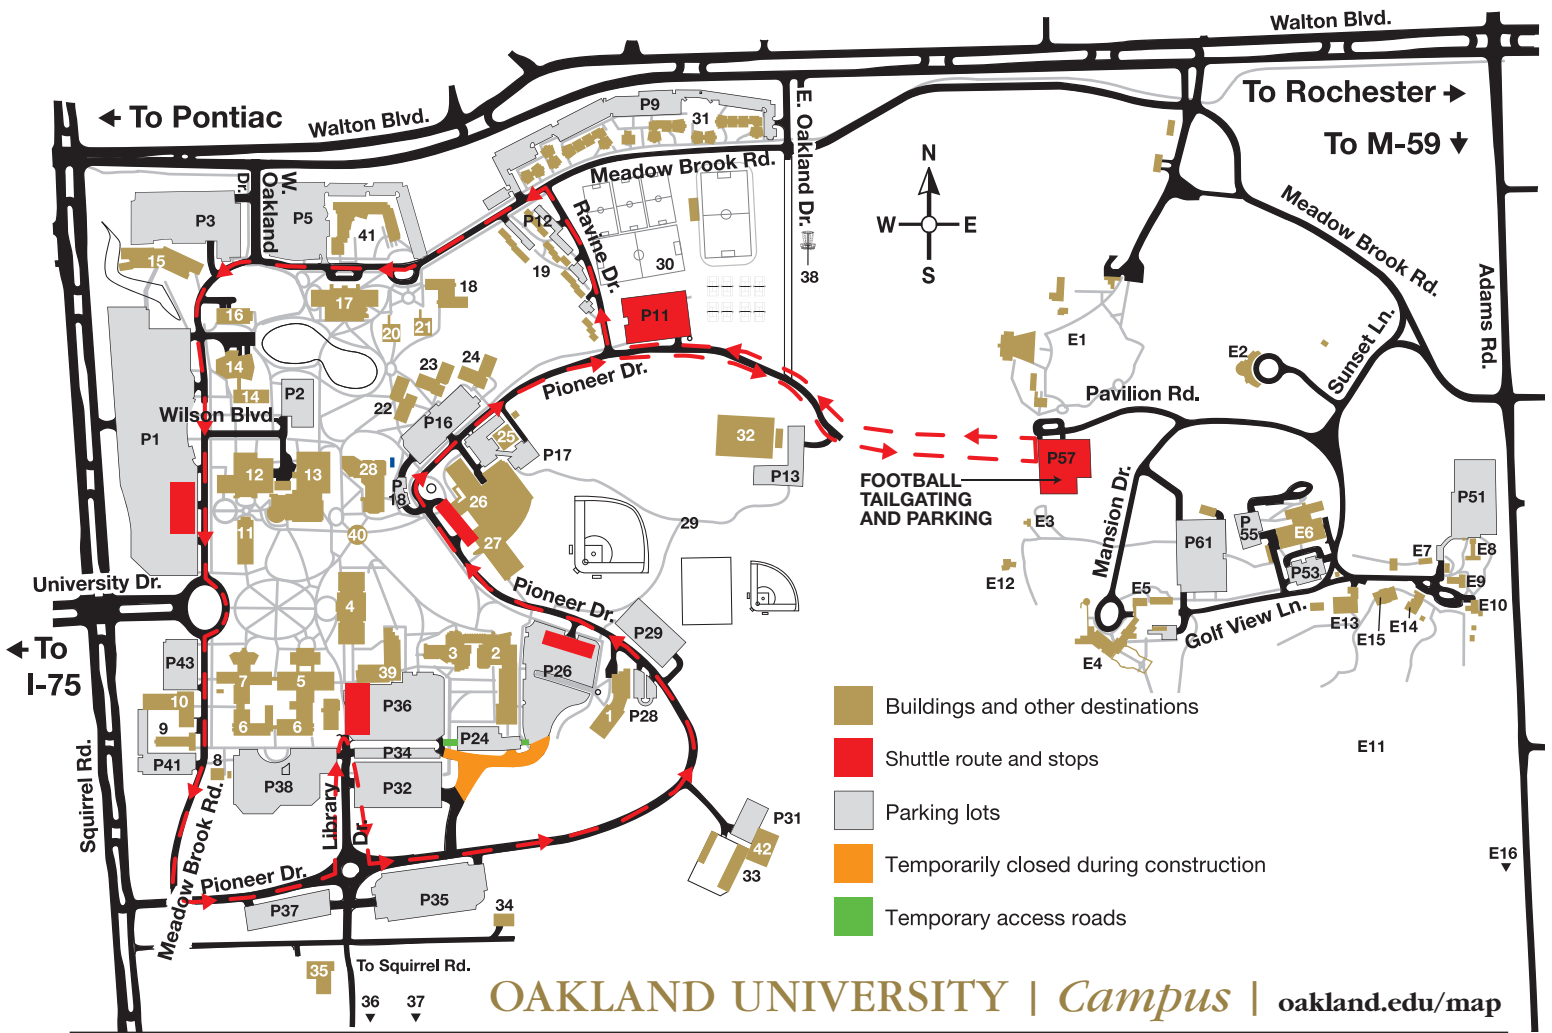 Walton Blvd.
To Rochester
To M-59
To Pontiac
Walton Blvd.
P9
31
E. Oakland Dr.
Meadow Brook Rd.
N
W
E
S
W. Oakland
Dr.
P3
P5
41
P12
Ravine Dr.
30
19
38
Meadow Brook Rd.
Adams Rd.
15
16
17
18
20
21
P11
E1
E2
Sunset Ln.
14
14
23
24
22
Pioneer Dr.
Pavilion Rd.
P2
Wilson Blvd.
P1
P16
25
P17
32
P13
P57
FOOTBALL
TAILGATING
AND PARKING
Mansion Dr.
12
13
28
P
18
26
27
40
11
29
E3
E12
P61
P
55
E6
P53
P51
E7
E8
E9
E10
E5
E4
Golf View Ln.
E13
E15
E14
University Dr.
To
I-75
4
Pioneer Dr.
P29
P43
7
5
39
3
2
P26
10
9
6
6
P36
1
P28
P24
P34
P41
8
P38
P32
Squirrel Rd.
Meadow Brook Rd.
Library
Dr.
P31
42
33
Pioneer Dr.
P37
P35
34
35
To Squirrel Rd.
36
37
E11
E16
Buildings and other destinations
Shuttle route and stops
Parking lots
Temporarily closed during construction
Temporary access roads
OAKLAND UNIVERSITY | Campus | oakland.edu/map